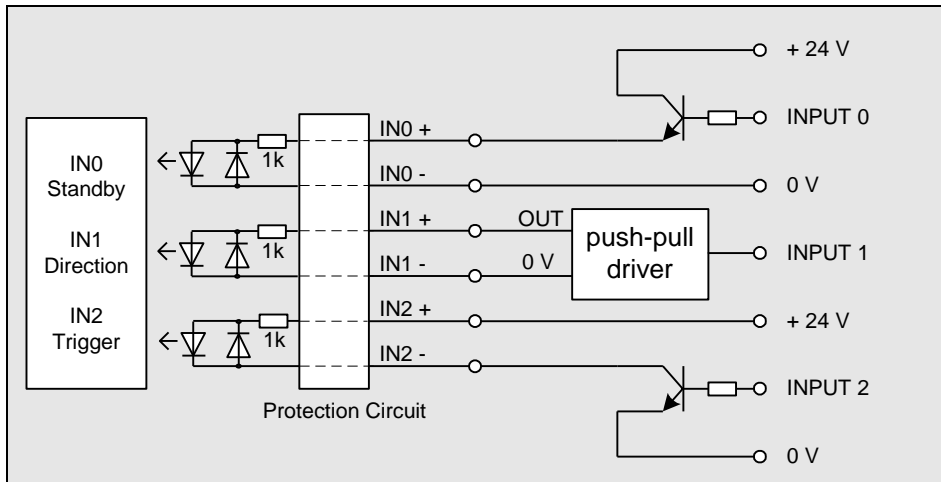 + 24 V
IN0 +
INPUT 0
1k
IN0
Standby
IN0 -
0 V
IN1 +
OUT
push-pull
driver
INPUT 1
IN1
Direction
1k
IN1 -
0 V
IN2 +
+ 24 V
IN2
Trigger
1k
IN2 -
INPUT 2
Protection Circuit
0 V